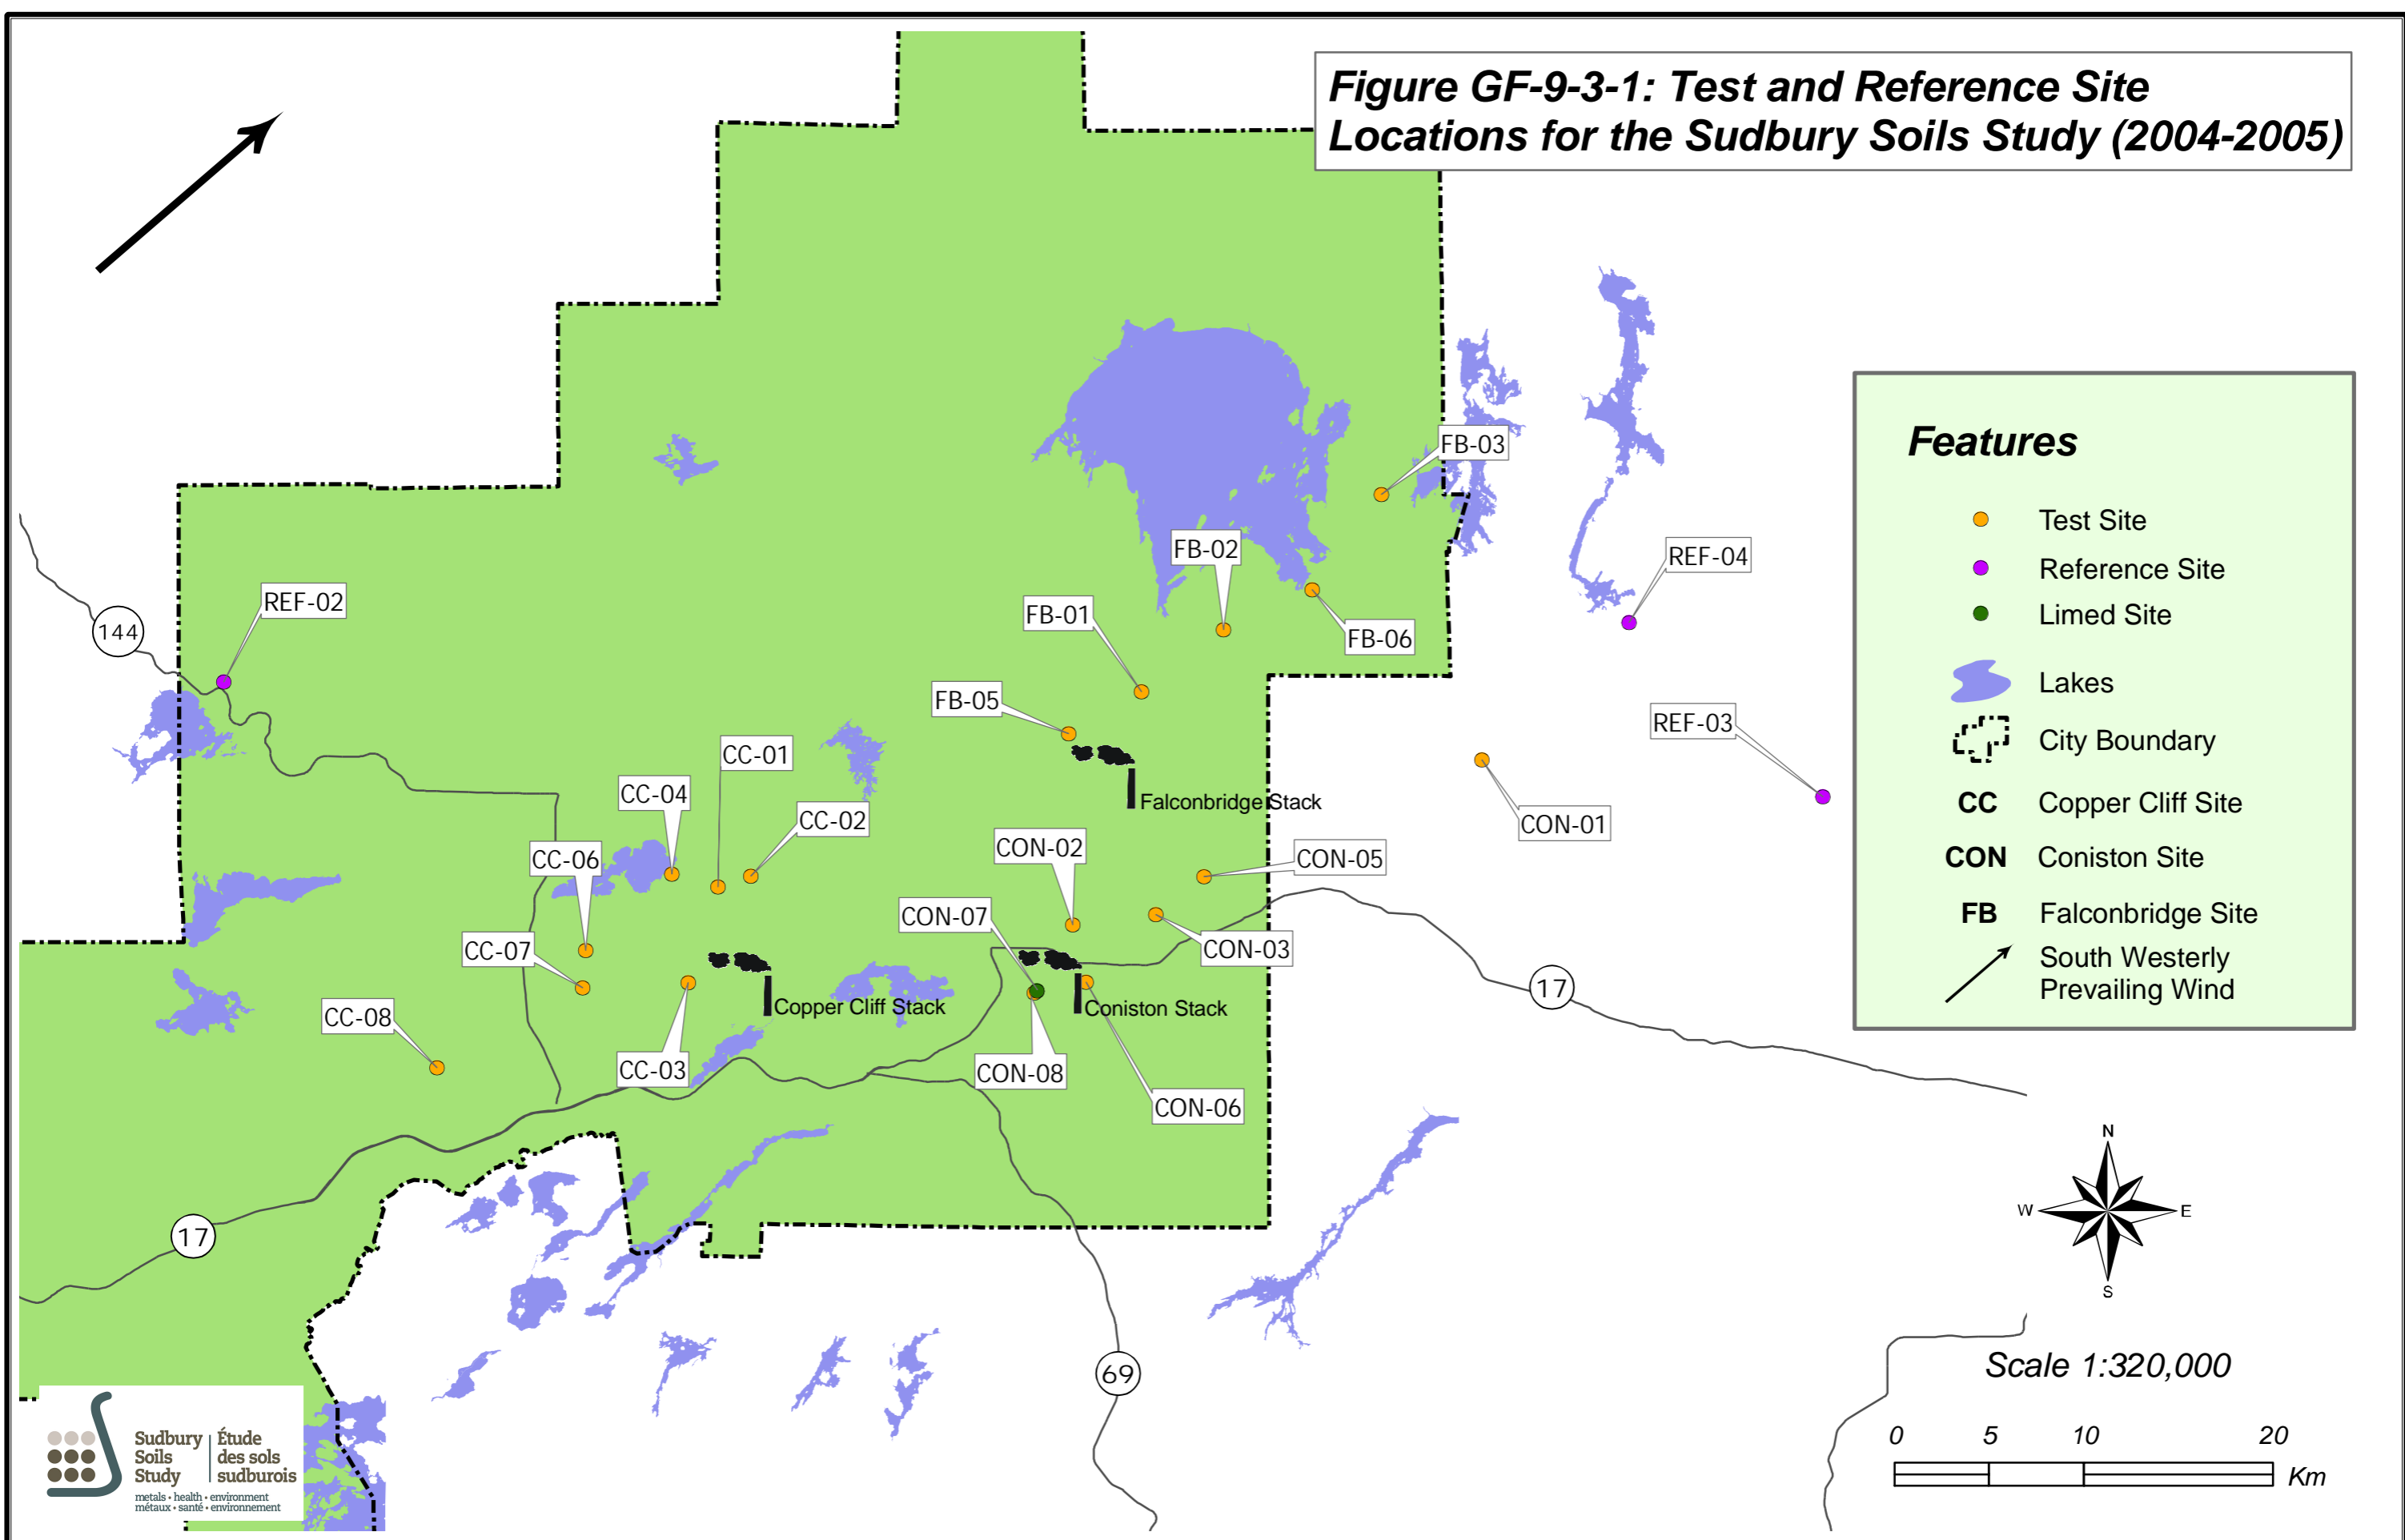 Figure GF-9-3-1: Test and Reference Site
Locations for the Sudbury Soils Study (2004-2005)
FB-03
FB-02
REF-04
REF-02
FB-01
144
FB-06
FB-05
REF-03
CC-01
CC-04
Falconbridge Stack
CC-02
CON-01
CON-02
CC-06
CON-05
CON-07
CC-07
CON-03
17
Copper Cliff Stack
Coniston Stack
CC-08
CC-03
CON-08
CON-06
17
69
Features
Test Site
Reference Site
Limed Site
Lakes
City Boundary
CC Copper Cliff Site
CON Coniston Site
FB Falconbridge Site
South Westerly
Prevailing Wind
N
W E
S
Scale 1:320,000
0 5 10 20
Km
Sudbury
Soils
Study
Étude
des sols
sudburois
metals • health • environment
métaux • santé • environnement